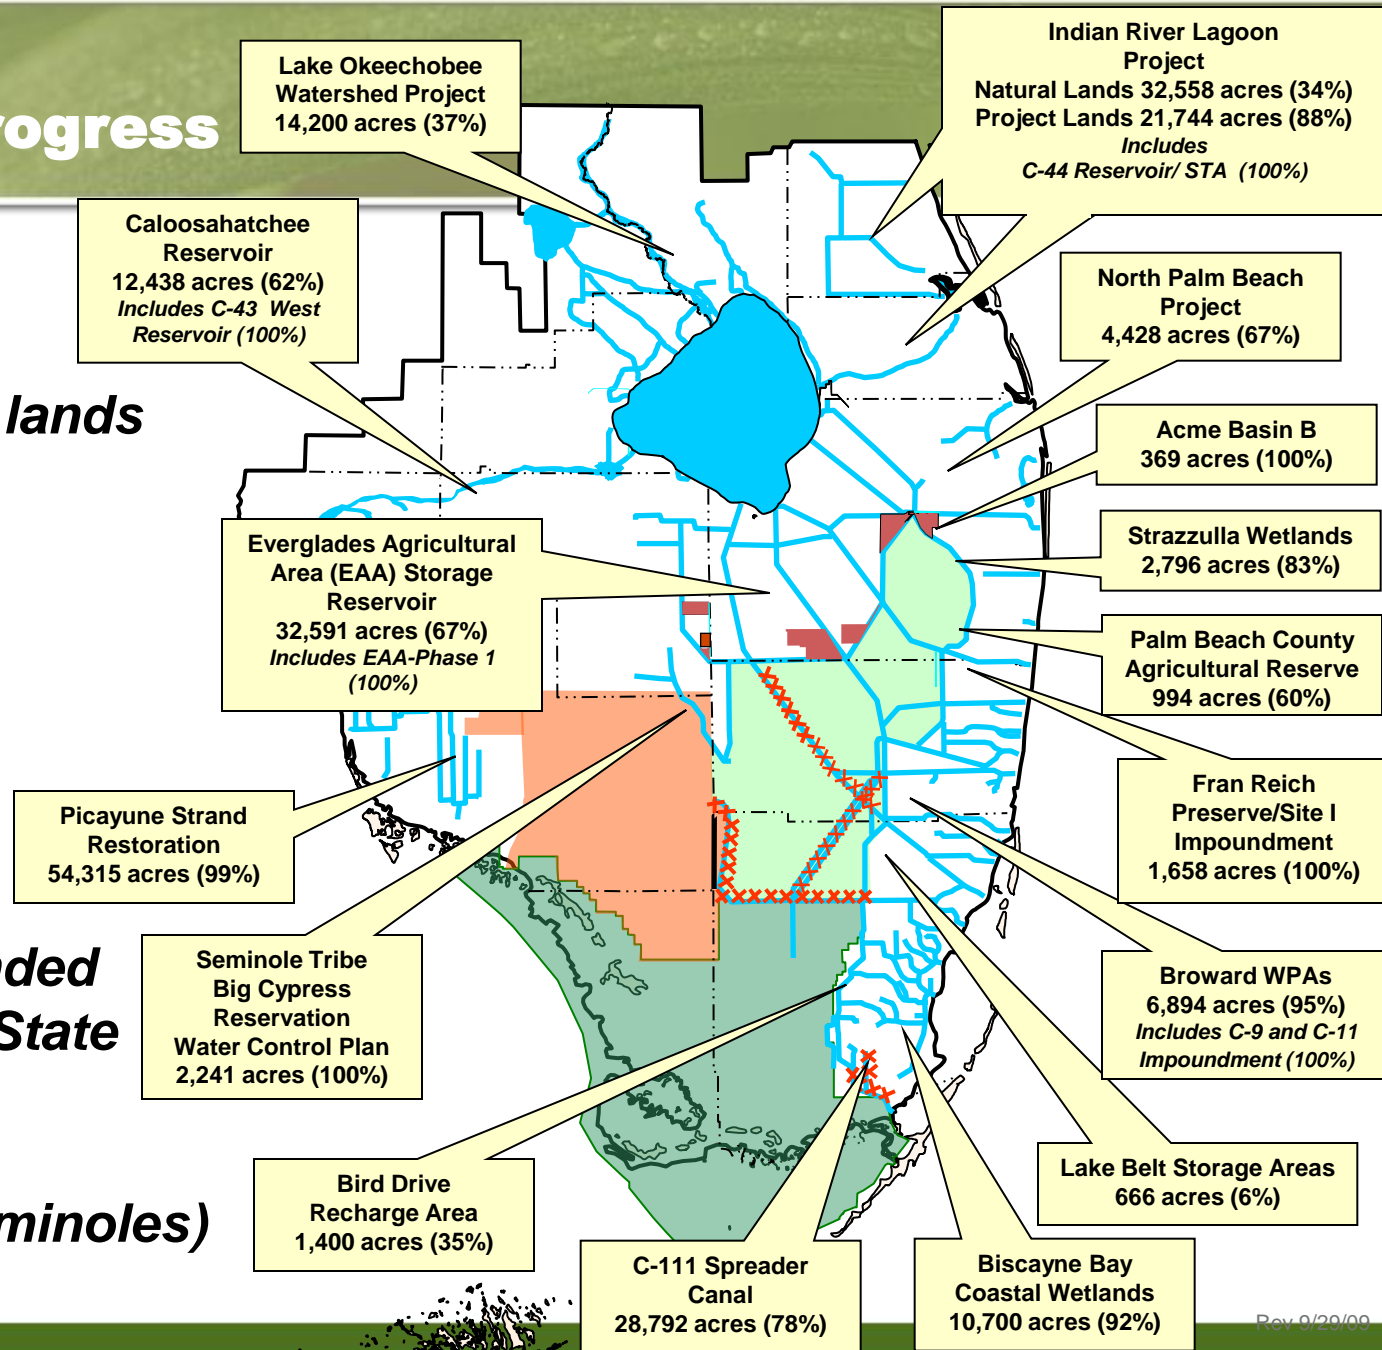 rogress
Lake Okeechobee
Watershed Project
14,200 acres (37%)
Indian River Lagoon
Project
Natural Lands 32,558 acres (34%)
Project Lands 21,744 acres (88%)
Includes
C-44 Reservoir/ STA (100%)
Caloosahatchee
Reservoir
12,438 acres (62%)
Includes C-43 West
Reservoir (100%)
North Palm Beach
Project
4,428 acres (67%)
lands
Acme Basin B
369 acres (100%)
Everglades Agricultural
Area (EAA) Storage
Reservoir
32,591 acres (67%)
Includes EAA-Phase 1
(100%)
Strazzulla Wetlands
2,796 acres (83%)
Palm Beach County
Agricultural Reserve
994 acres (60%)
Picayune Strand
Restoration
54,315 acres (99%)
Fran Reich
Preserve/Site I
Impoundment
1,658 acres (100%)
nded
State
Seminole Tribe
Big Cypress
Reservation
Water Control Plan
2,241 acres (100%)
Broward WPAs
6,894 acres (95%)
Includes C-9 and C-11
Impoundment (100%)
minoles)
Bird Drive
Recharge Area
1,400 acres (35%)
Lake Belt Storage Areas
666 acres (6%)
C-111 Spreader
Canal
28,792 acres (78%)
Biscayne Bay
Coastal Wetlands
10,700 acres (92%)
Rev 9/29/09